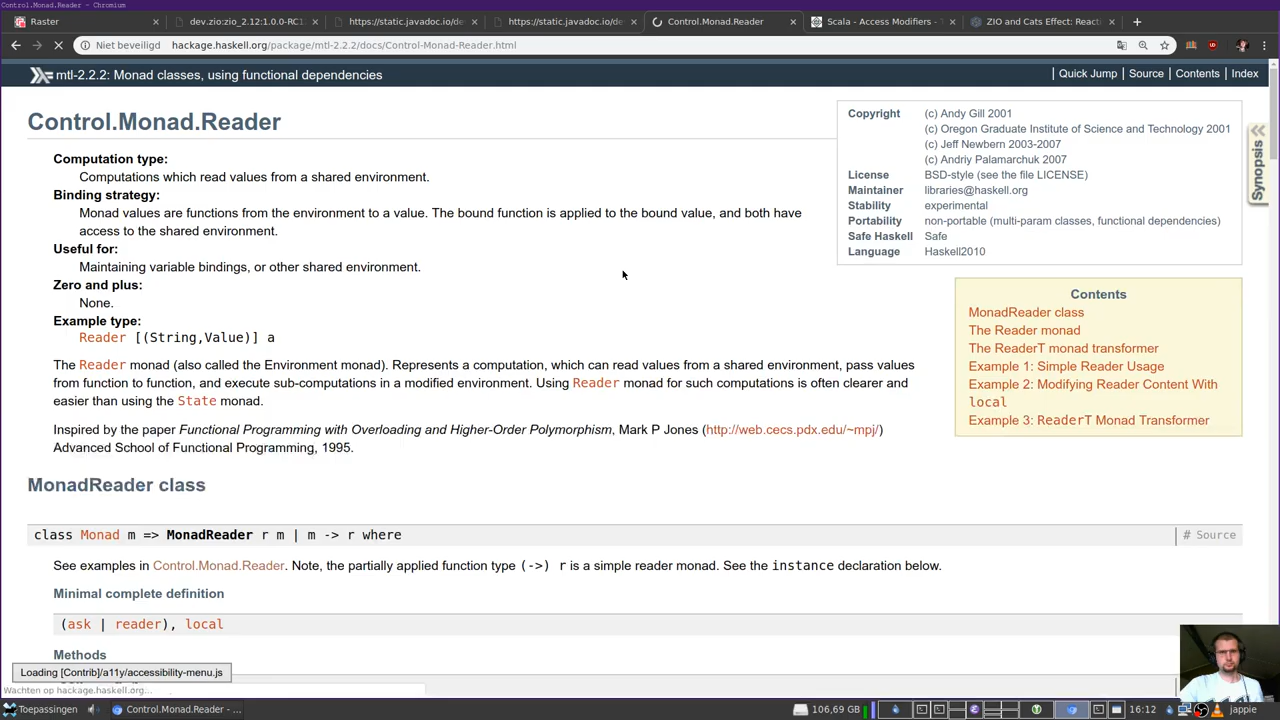 Control.Monad.Reader - Chromium
Raster
dev.zio:zio_2.12:1.0.0-RC1
https://static.javadoc.io/de
https://static.javadoc.io/de
Control.Monad.Reader
Scala - Access Modifiers - T
ZIO and Cats Effect: Reacti
Niet beveiligd
hackage.haskell.org/package/mtl-2.2.2/docs/Control-Monad-Reader.html
mtl-2.2.2: Monad classes, using functional dependencies
| Quick Jump | Source | Contents | Index
Control.Monad.Reader
Copyright (c) Andy Gill 2001
(c) Oregon Graduate Institute of Science and Technology 2001
(c) Jeff Newbern 2003-2007
(c) Andriy Palamarchuk 2007
License BSD-style (see the file LICENSE)
Maintainer libraries@haskell.org
Stability experimental
Portability non-portable (multi-param classes, functional dependencies)
Safe Haskell Safe
Language Haskell2010
Synopsis
Computation type:
Computations which read values from a shared environment.
Binding strategy:
Monad values are functions from the environment to a value. The bound function is applied to the bound value, and both have
access to the shared environment.
Useful for:
Maintaining variable bindings, or other shared environment.
Zero and plus:
None.
Example type:
Reader [(String,Value)] a
Contents
MonadReader class
The Reader monad
The ReaderT monad transformer
Example 1: Simple Reader Usage
Example 2: Modifying Reader Content With
local
Example 3: ReaderT Monad Transformer
The Reader monad (also called the Environment monad). Represents a computation, which can read values from a shared environment, pass values
from function to function, and execute sub-computations in a modified environment. Using Reader monad for such computations is often clearer and
easier than using the State monad.
Inspired by the paper Functional Programming with Overloading and Higher-Order Polymorphism, Mark P Jones (http://web.cecs.pdx.edu/~mpj/)
Advanced School of Functional Programming, 1995.
MonadReader class
class Monad m => MonadReader r m | m -> r where
# Source
See examples in Control.Monad.Reader. Note, the partially applied function type (->) r is a simple reader monad. See the instance declaration below.
Minimal complete definition
(ask | reader), local
Methods
Loading [Contrib]/a11y/accessibility-menu.js
Wachten op hackage.haskell.org...
Toepassingen
Control.Monad.Reader - ...
106,69 GB
16:12
jappie